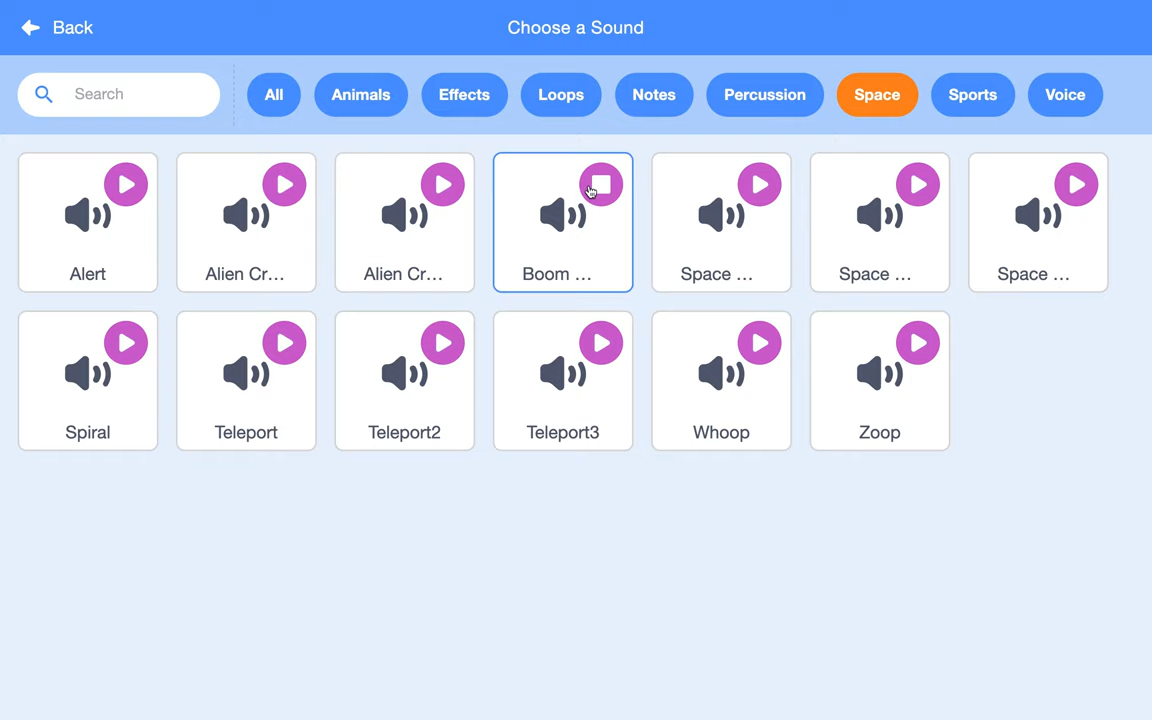 Back
Choose a Sound
Search
All
Animals
Effects
Loops
Notes
Percussion
Space
Sports
Voice
Alert
Alien Cr...
Alien Cr...
Boom ...
Space ...
Space ...
Space ...
Spiral
Teleport
Teleport2
Teleport3
Whoop
Zoop